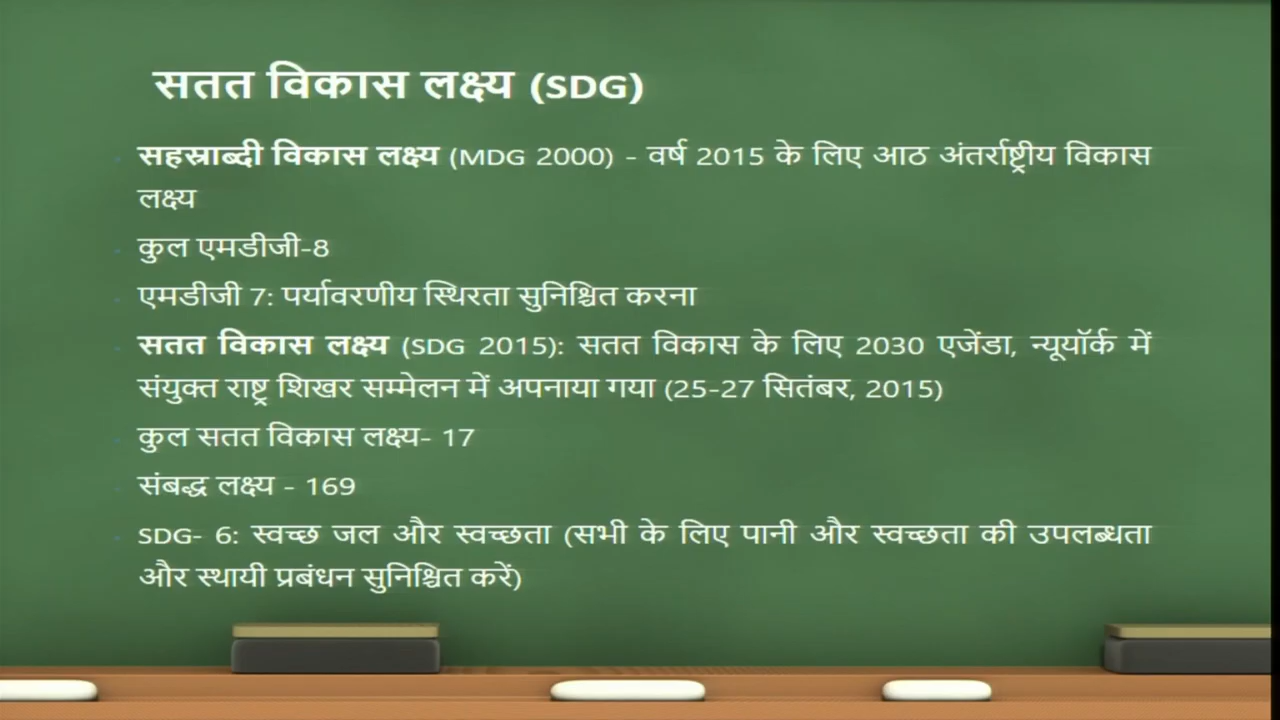 सतत विकास लक्ष्य (SDG)
सहस्राब्दी विकास लक्ष्य (MDG 2000) - वर्ष 2015 के लिए आठ अंतर्राष्ट्रीय विकास
लक्ष्य
कुल एमडीजी-8
एमडीजी 7: पर्यावरणीय स्थिरता सुनिश्चित करना
सतत विकास लक्ष्य (SDG 2015): सतत विकास के लिए 2030 एजेंडा, न्यूयॉर्क में
संयुक्त राष्ट्र शिखर सम्मेलन में अपनाया गया (25-27 सितंबर, 2015)
कुल सतत विकास लक्ष्य- 17
संबद्ध लक्ष्य - 169
SDG- 6: स्वच्छ जल और स्वच्छता (सभी के लिए पानी और स्वच्छता की उपलब्धता
और स्थायी प्रबंधन सुनिश्चित करें)